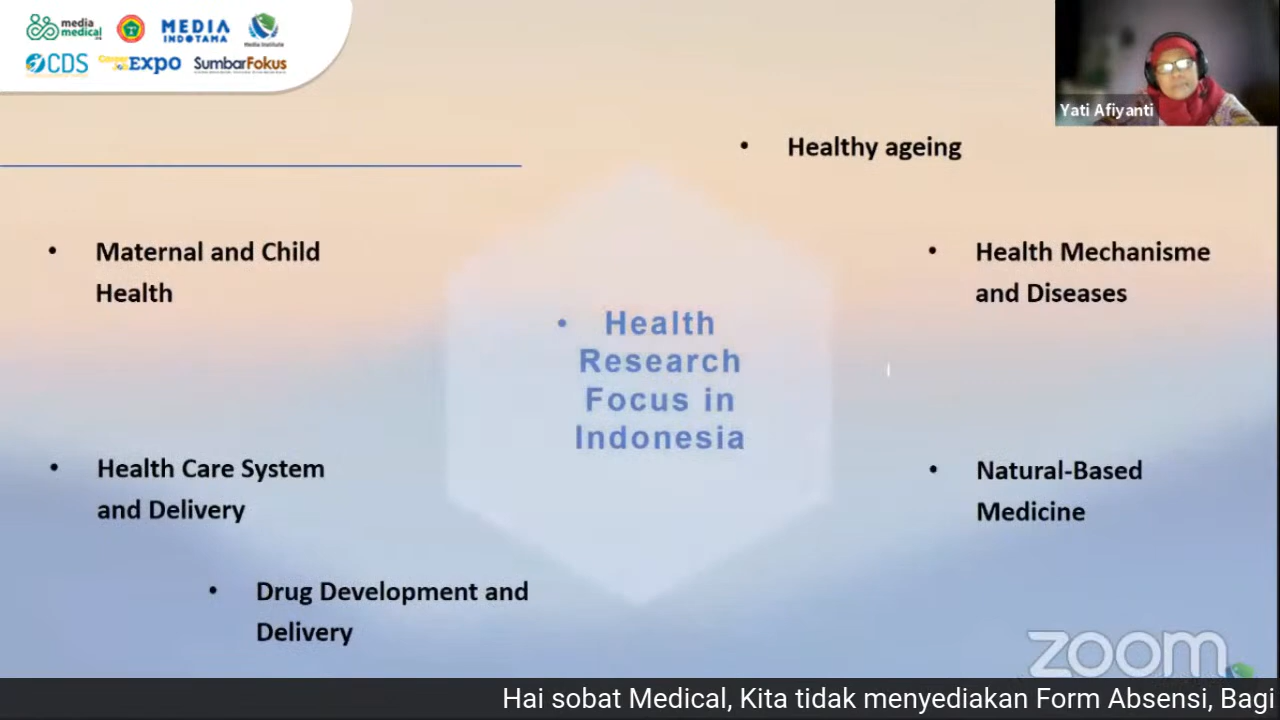 media
medical
MEDIA
INDOTAMA
Media Institute
CDS
EXPO
SumbarFokus
Yati Afiyanti
• Healthy ageing
• Maternal and Child
Health
• Health Mechanisme
and Diseases
• Health
Research
Focus in
Indonesia
• Health Care System
and Delivery
• Natural-Based
Medicine
• Drug Development and
Delivery
zoom
Hai sobat Medical, Kita tidak menyediakan Form Absensi, Bagi